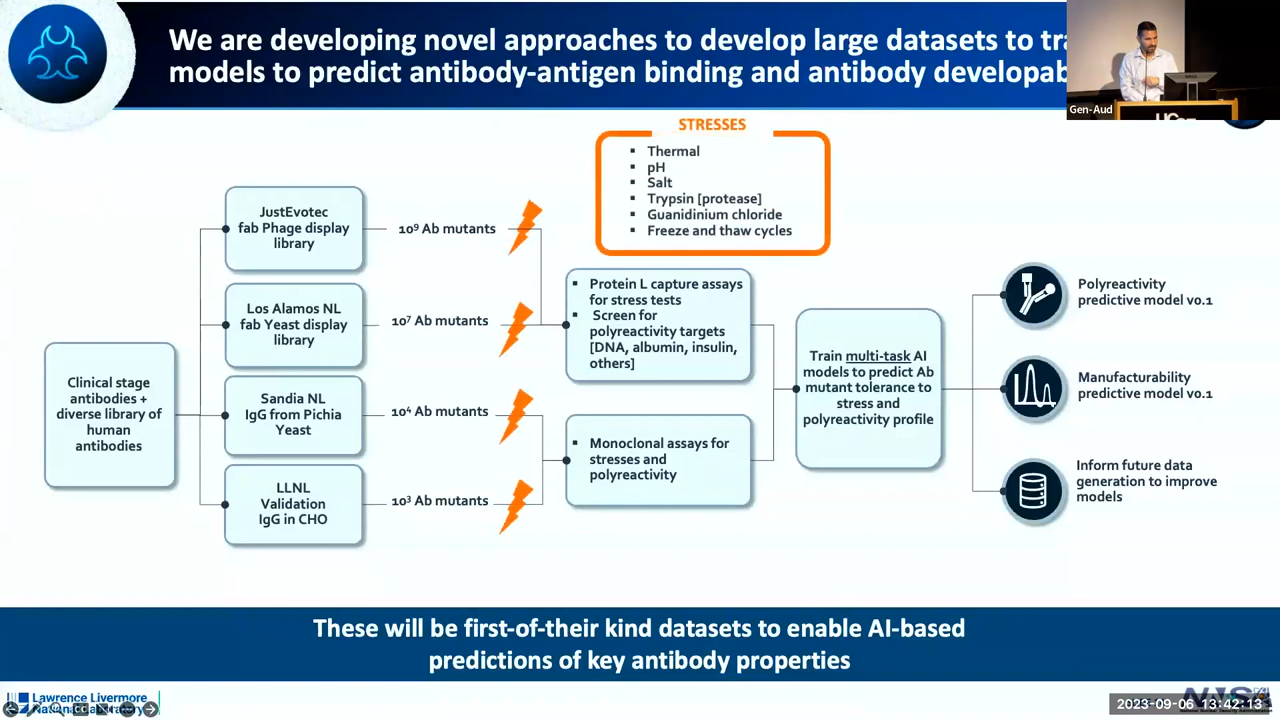 We are developing novel approaches to develop large datasets to
models to predict antibody-antigen binding and antibody
Gen-Aud
STRESSES
▪ Thermal
▪ pH
▪ Salt
▪ Trypsin [protease]
▪ Guanidinium chloride
▪ Freeze and thaw cycles
JustEvotec
fab Phage display
library
10⁹ Ab mutants
Los Alamos NL
fab Yeast display
library
10⁷ Ab mutants
Clinical stage
antibodies +
diverse library of
human
antibodies
Sandia NL
IgG from Pichia
Yeast
10⁴ Ab mutants
LLNL
Validation
IgG in CHO
10³ Ab mutants
▪ Protein L capture assays
for stress tests
▪ Screen for
polyreactivity targets
[DNA, albumin, insulin,
others]
▪ Monoclonal assays for
stresses and
polyreactivity
Train multi-task AI
models to predict Ab
mutant tolerance to
stress and
polyreactivity profile
Polyreactivity
predictive model v0.1
Manufacturability
predictive model v0.1
Inform future data
generation to improve
models
These will be first-of-their kind datasets to enable AI-based
predictions of key antibody properties
Lawrence Livermore
National Laboratory
2023-09-06 13:42:13